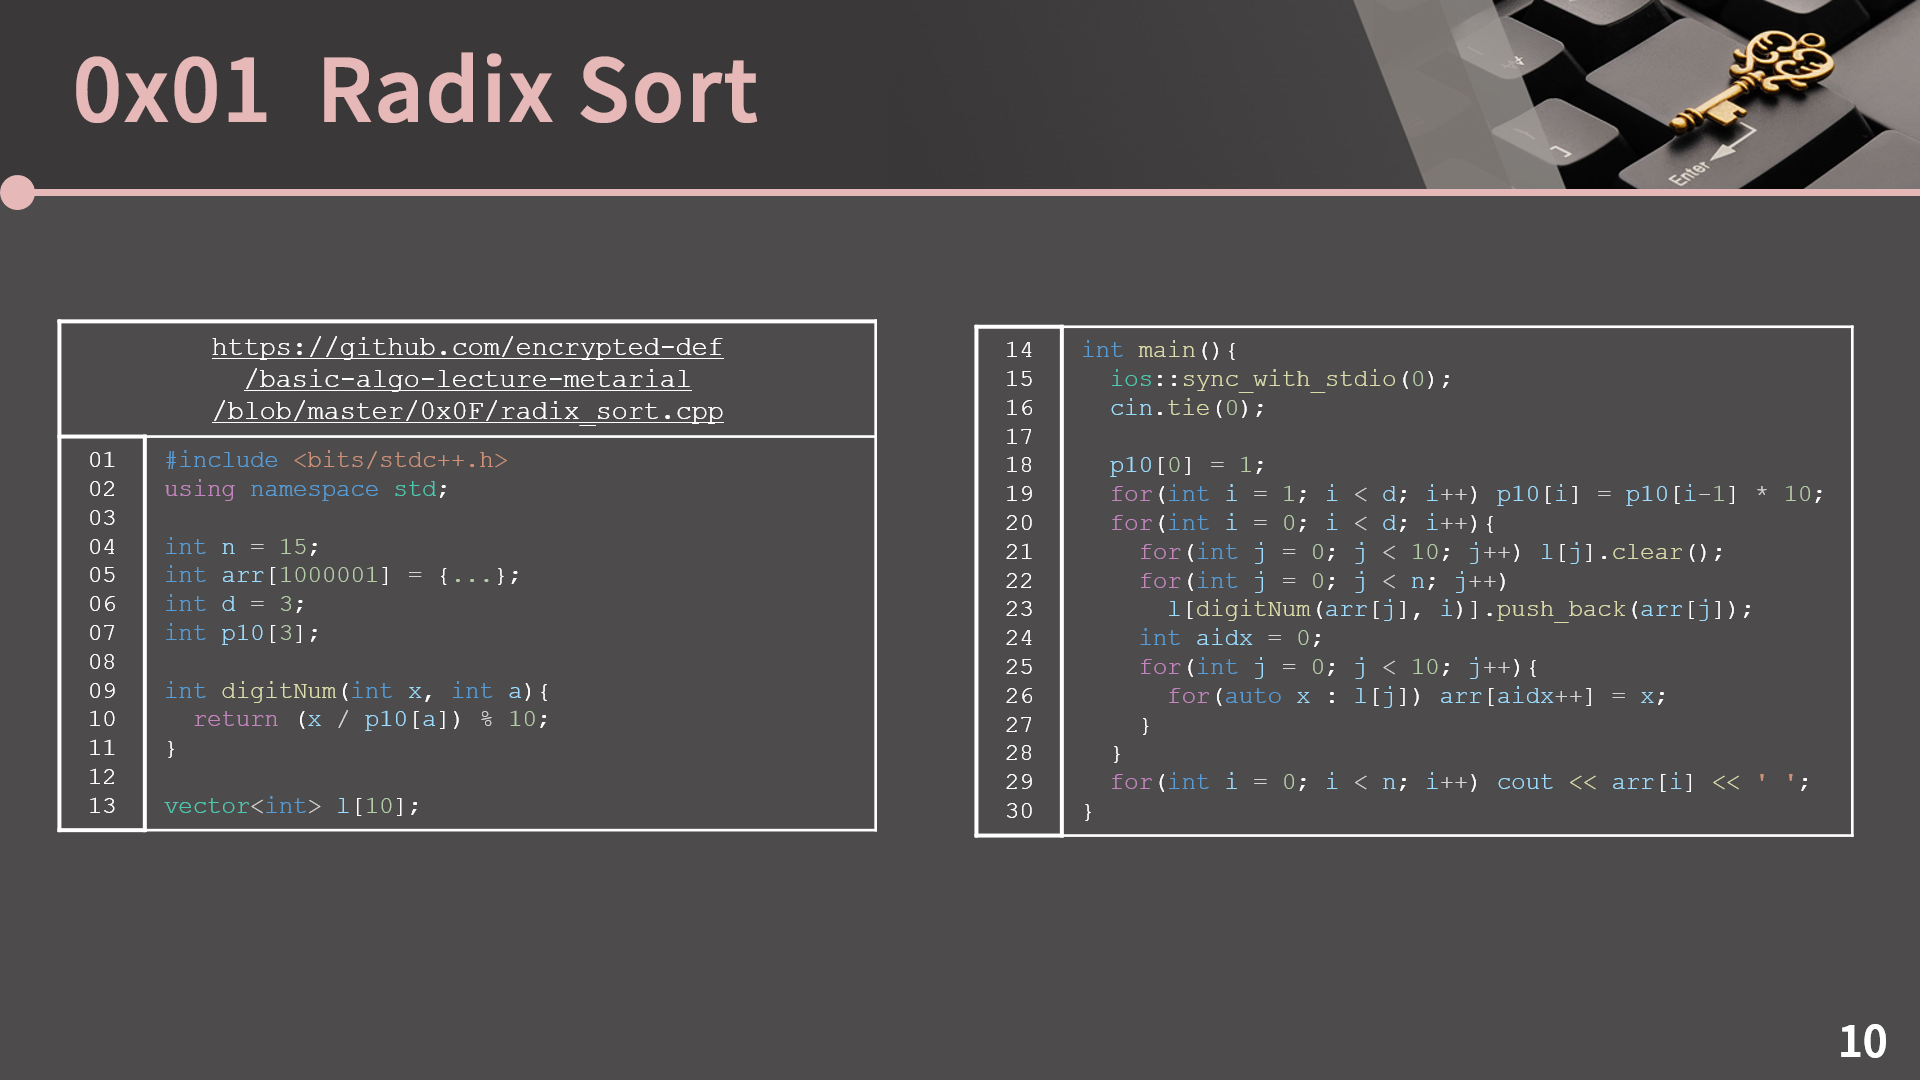 0x01 Radix Sort
Enter
https://github.com/encrypted-def
/basic-algo-lecture-metarial
/blob/master/0x0F/radix_sort.cpp
01 #include <bits/stdc++.h>
02 using namespace std;
03
04 int n = 15;
05 int arr[1000001] = {...};
06 int d = 3;
07 int p10[3];
08
09 int digitNum(int x, int a){
10   return (x / p10[a]) % 10;
11 }
12
13 vector<int> l[10];
14 int main(){
15   ios::sync_with_stdio(0);
16   cin.tie(0);
17
18   p10[0] = 1;
19   for(int i = 1; i < d; i++) p10[i] = p10[i-1] * 10;
20   for(int i = 0; i < d; i++){
21     for(int j = 0; j < 10; j++) l[j].clear();
22     for(int j = 0; j < n; j++)
23       l[digitNum(arr[j], i)].push_back(arr[j]);
24     int aidx = 0;
25     for(int j = 0; j < 10; j++){
26       for(auto x : l[j]) arr[aidx++] = x;
27     }
28   }
29   for(int i = 0; i < n; i++) cout << arr[i] << ' ';
30 }
10